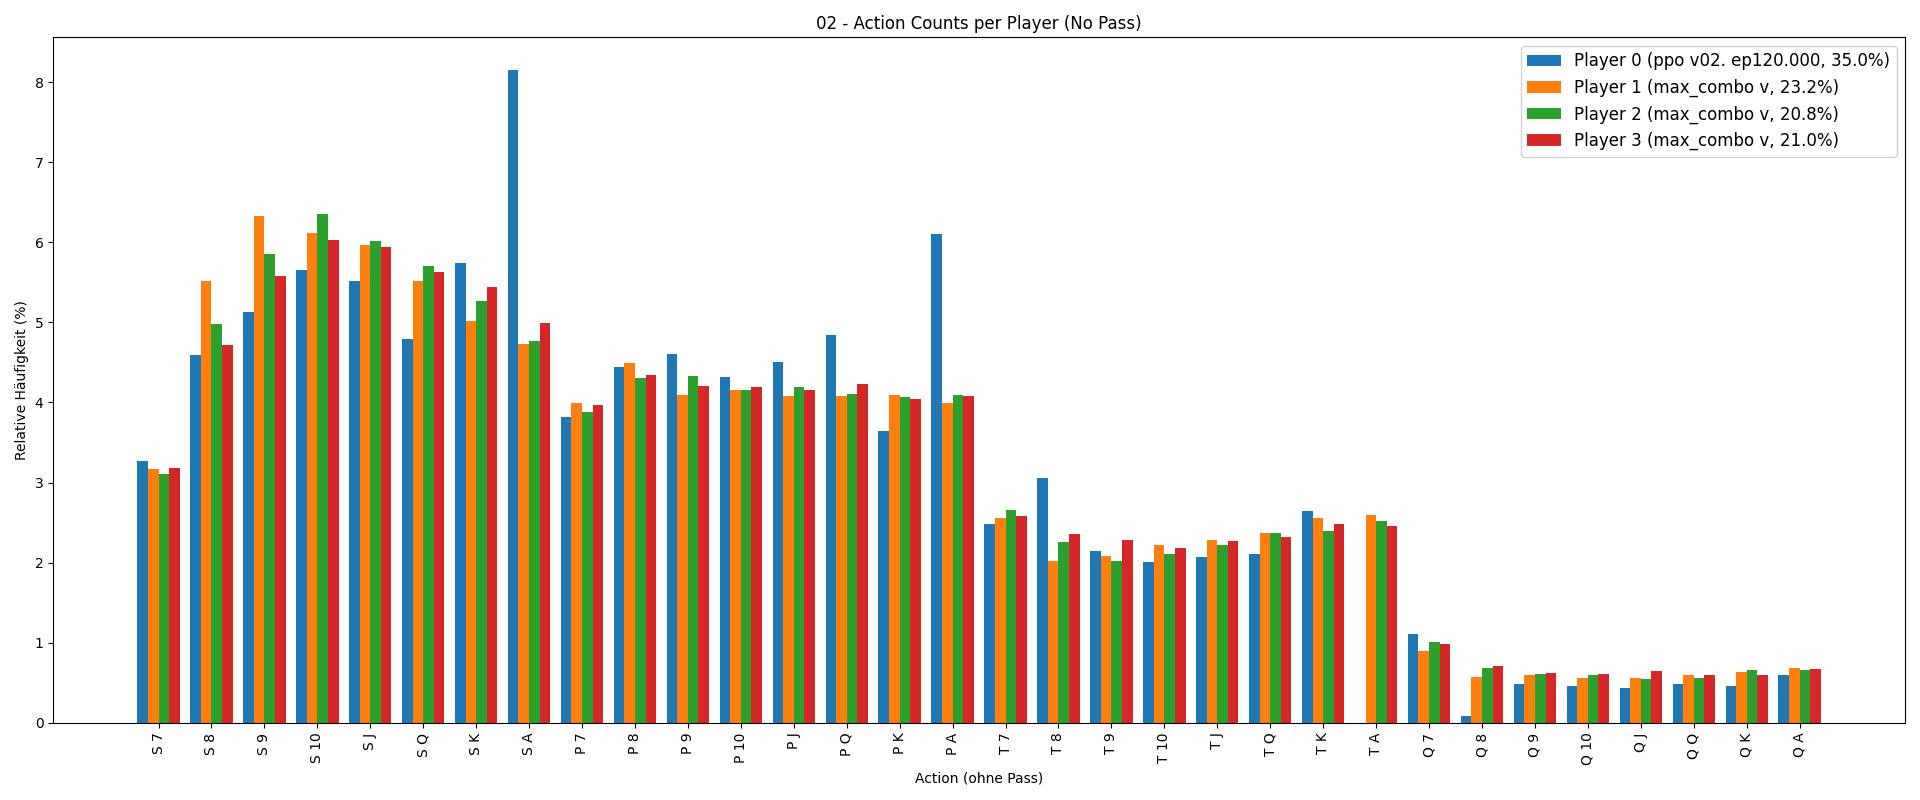 02 - Action Counts per Player (No Pass)
Player 0 (ppo v02. ep120.000, 35.0%)
Player 1 (max_combo v, 23.2%)
Player 2 (max_combo v, 20.8%)
Player 3 (max_combo v, 21.0%)
Relative Häufigkeit (%)
8
7
6
5
4
3
2
1
0
S 7
S 8
S 9
S 10
S J
S Q
S K
S A
P 7
P 8
P 9
P 10
P J
P Q
P K
P A
T 7
T 8
T 9
T 10
T J
T Q
T K
T A
Q 7
Q 8
Q 9
Q 10
Q J
Q Q
Q K
Q A
Action (ohne Pass)